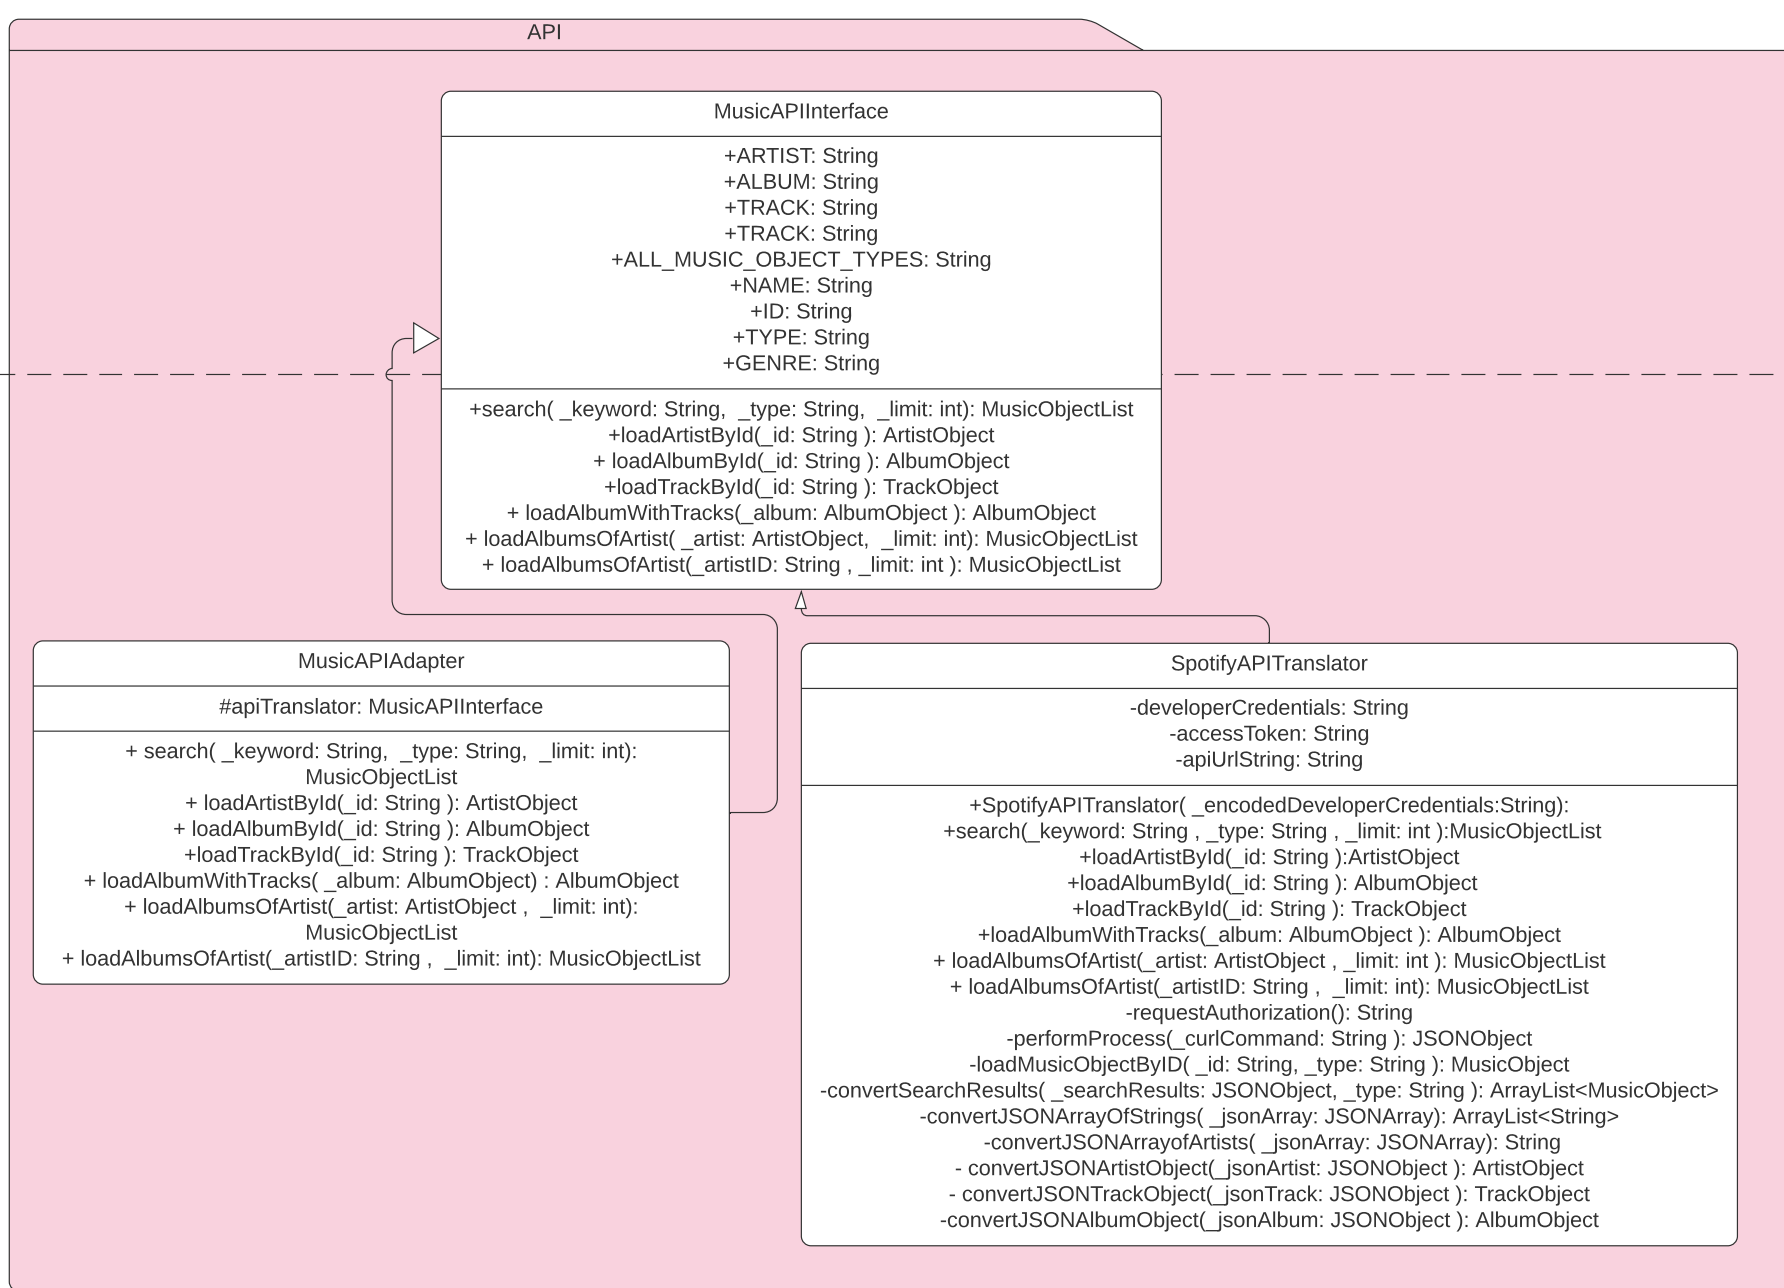 API
MusicAPIInterface
+ARTIST: String
+ALBUM: String
+TRACK: String
+TRACK: String
+ALL_MUSIC_OBJECT_TYPES: String
+NAME: String
+ID: String
+TYPE: String
+GENRE: String
+search( _keyword: String,  _type: String,  _limit: int): MusicObjectList
+loadArtistById(_id: String ): ArtistObject
+ loadAlbumById(_id: String ): AlbumObject
+loadTrackById(_id: String ): TrackObject
+ loadAlbumWithTracks(_album: AlbumObject ): AlbumObject
+ loadAlbumsOfArtist( _artist: ArtistObject,  _limit: int): MusicObjectList
+ loadAlbumsOfArtist(_artistID: String , _limit: int ): MusicObjectList
MusicAPIAdapter
#apiTranslator: MusicAPIInterface
+ search( _keyword: String,  _type: String,  _limit: int):
MusicObjectList
+ loadArtistById(_id: String ): ArtistObject
+ loadAlbumById(_id: String ): AlbumObject
+loadTrackById(_id: String ): TrackObject
+ loadAlbumWithTracks( _album: AlbumObject) : AlbumObject
+ loadAlbumsOfArtist(_artist: ArtistObject ,  _limit: int):
MusicObjectList
+ loadAlbumsOfArtist(_artistID: String ,  _limit: int): MusicObjectList
SpotifyAPITranslator
-developerCredentials: String
-accessToken: String
-apiUrlString: String
+SpotifyAPITranslator( _encodedDeveloperCredentials:String):
+search(_keyword: String , _type: String , _limit: int ):MusicObjectList
+loadArtistById(_id: String ):ArtistObject
+loadAlbumById(_id: String ): AlbumObject
+loadTrackById(_id: String ): TrackObject
+loadAlbumWithTracks(_album: AlbumObject ): AlbumObject
+ loadAlbumsOfArtist(_artist: ArtistObject , _limit: int ): MusicObjectList
+ loadAlbumsOfArtist(_artistID: String ,  _limit: int): MusicObjectList
-requestAuthorization(): String
-performProcess(_curlCommand: String ): JSONObject
-loadMusicObjectByID( _id: String, _type: String ): MusicObject
-convertSearchResults( _searchResults: JSONObject, _type: String ): ArrayList<MusicObject>
-convertJSONArrayOfStrings( _jsonArray: JSONArray): ArrayList<String>
-convertJSONArrayofArtists( _jsonArray: JSONArray): String
- convertJSONArtistObject(_jsonArtist: JSONObject ): ArtistObject
- convertJSONTrackObject(_jsonTrack: JSONObject ): TrackObject
-convertJSONAlbumObject(_jsonAlbum: JSONObject ): AlbumObject